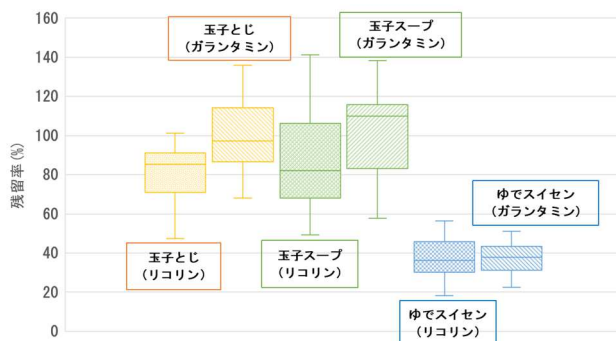 160
140
120
100
80
60
40
20
0
残留率(%)
玉子とじ
（ガランタミン）
玉子スープ
（ガランタミン）
玉子とじ
（リコリン）
玉子スープ
（リコリン）
ゆでスイセン
（ガランタミン）
ゆでスイセン
（リコリン）